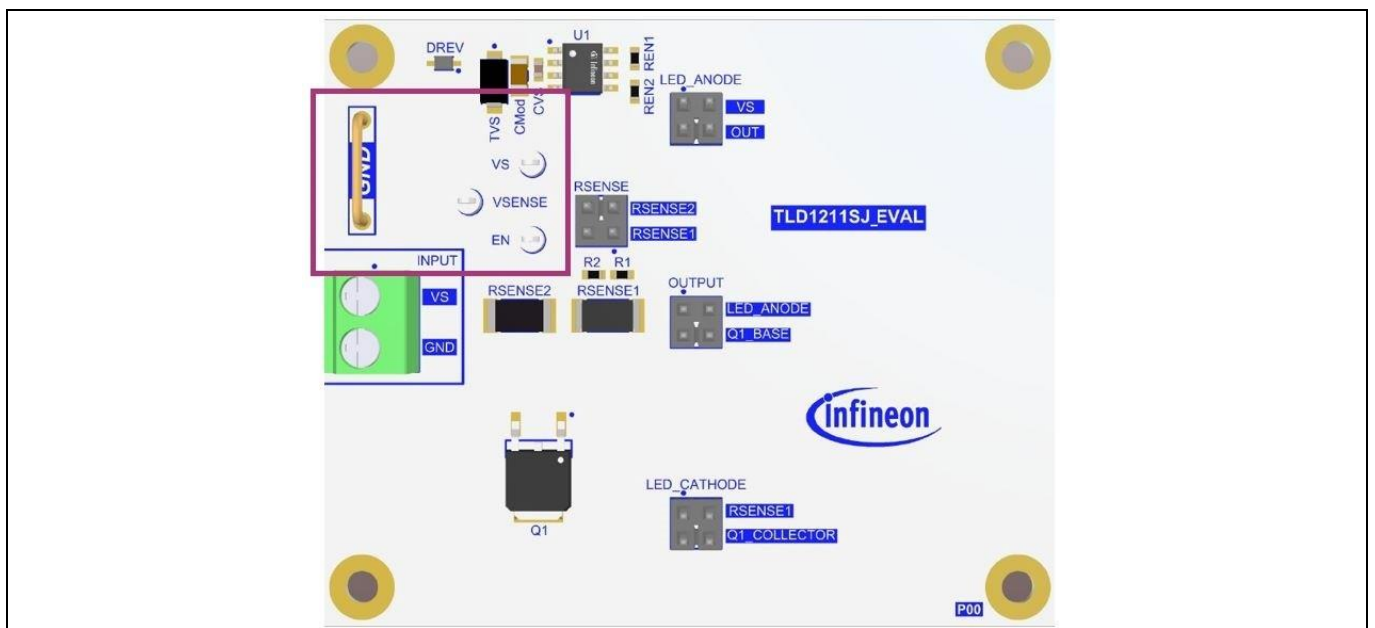 U1
DREV
REN1
LED_ANODE
infineon
REN2
VS
CVS
CMod
TVS
OUT
GND
VS
RSENSE
VSENSE
RSENSE2
TLD1211SJ_EVAL
RSENSE1
EN
INPUT
R2 R1
OUTPUT
VS
RSENSE2
RSENSE1
LED_ANODE
Q1_BASE
GND
infineon
LED_CATHODE
RSENSE1
Q1
Q1_COLLECTOR
P00